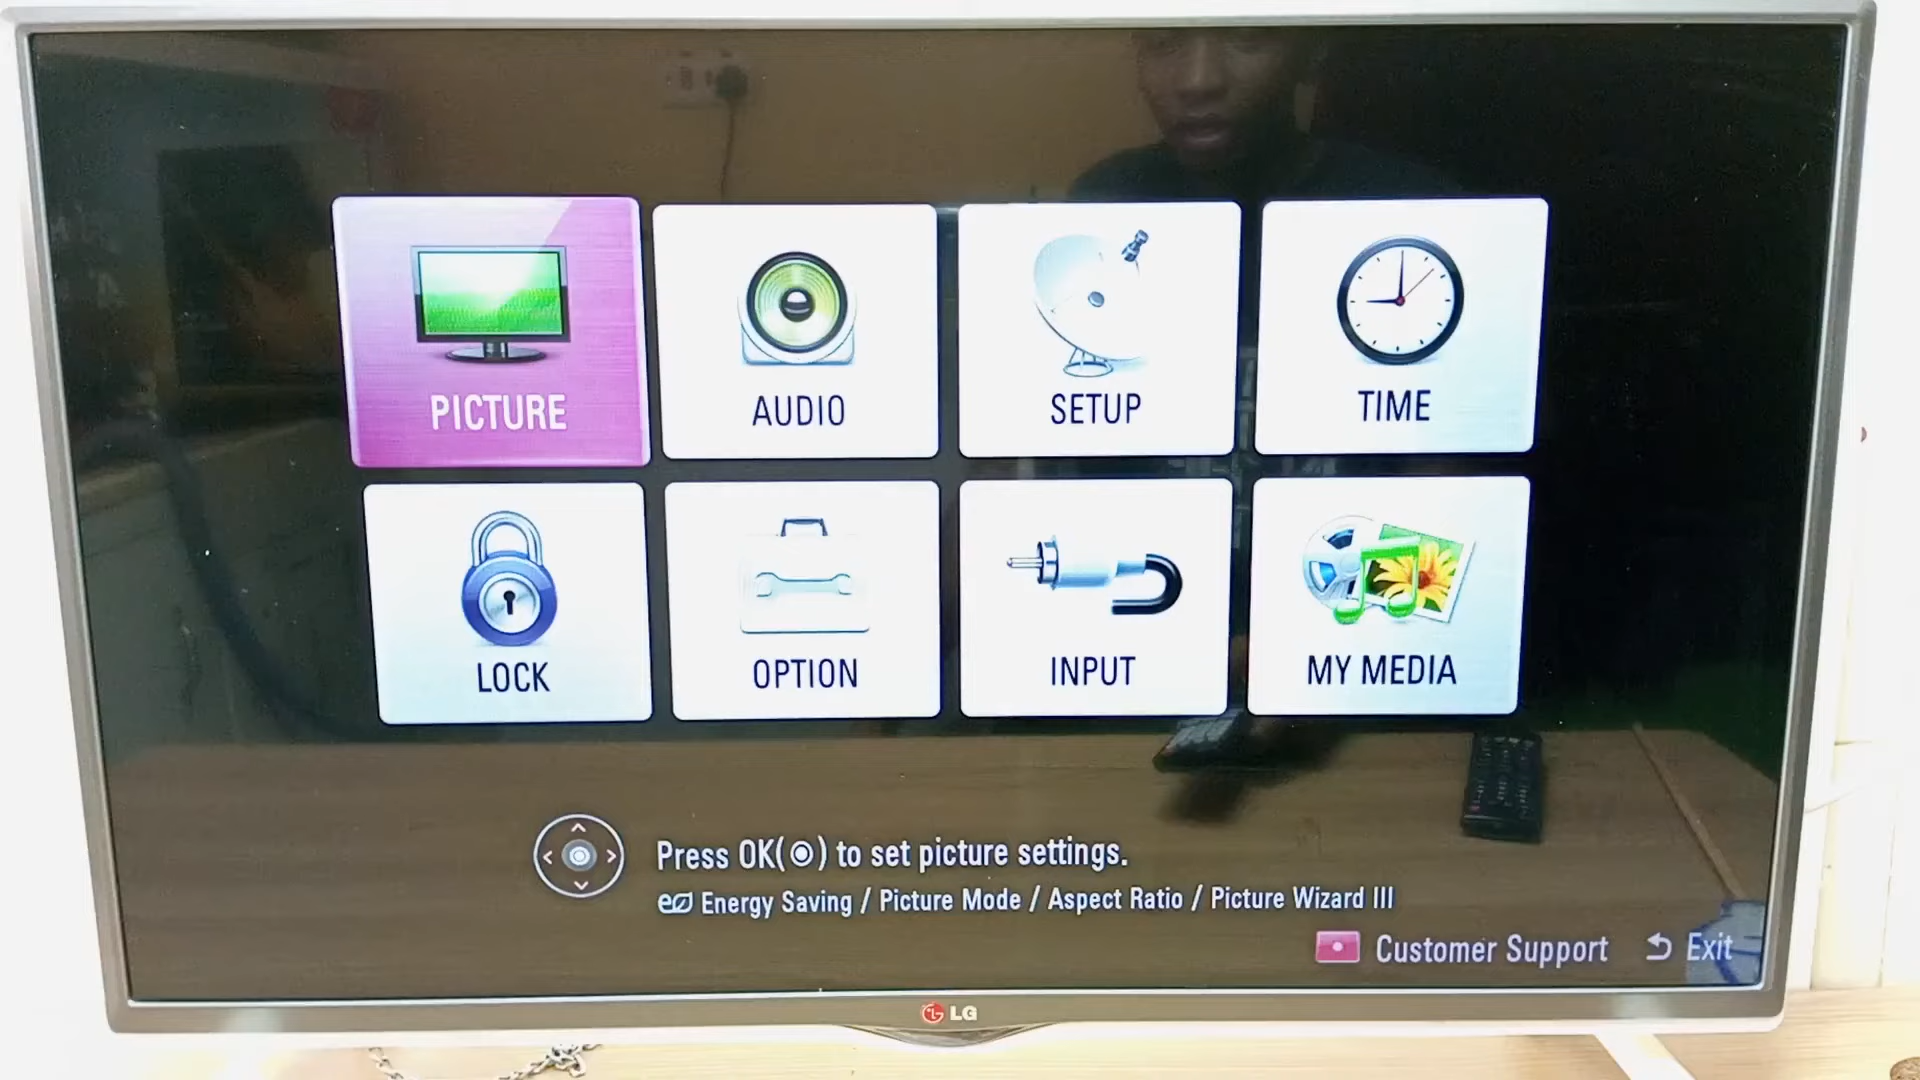 PICTURE
AUDIO
SETUP
TIME
LOCK
OPTION
INPUT
MY MEDIA
Press OK(◉) to set picture settings.
Energy Saving / Picture Mode / Aspect Ratio / Picture Wizard III
Customer Support
Exit
LG